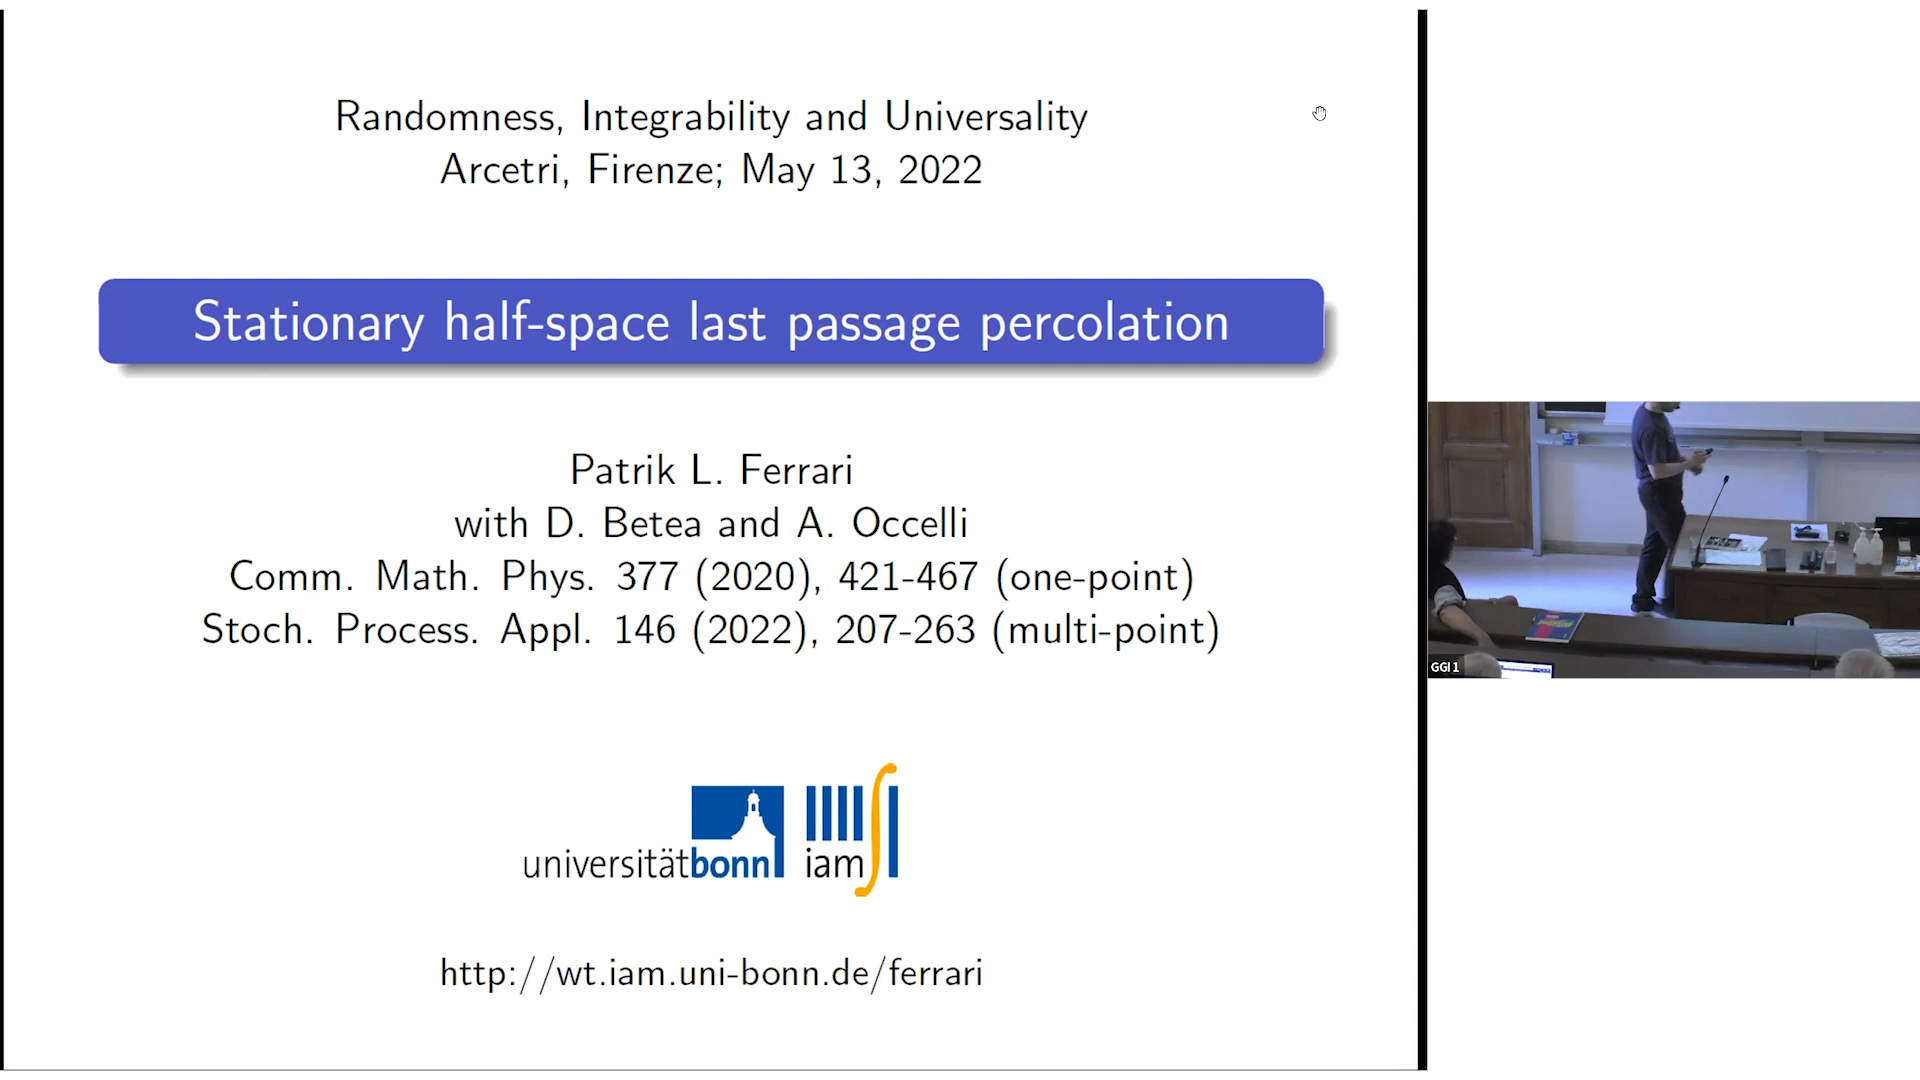 Randomness, Integrability and Universality
Arcetri, Firenze; May 13, 2022
Stationary half-space last passage percolation
Patrik L. Ferrari
with D. Betea and A. Occelli
Comm. Math. Phys. 377 (2020), 421-467 (one-point)
Stoch. Process. Appl. 146 (2022), 207-263 (multi-point)
universitätbonn iam
http://wt.iam.uni-bonn.de/ferrari
GGI 1